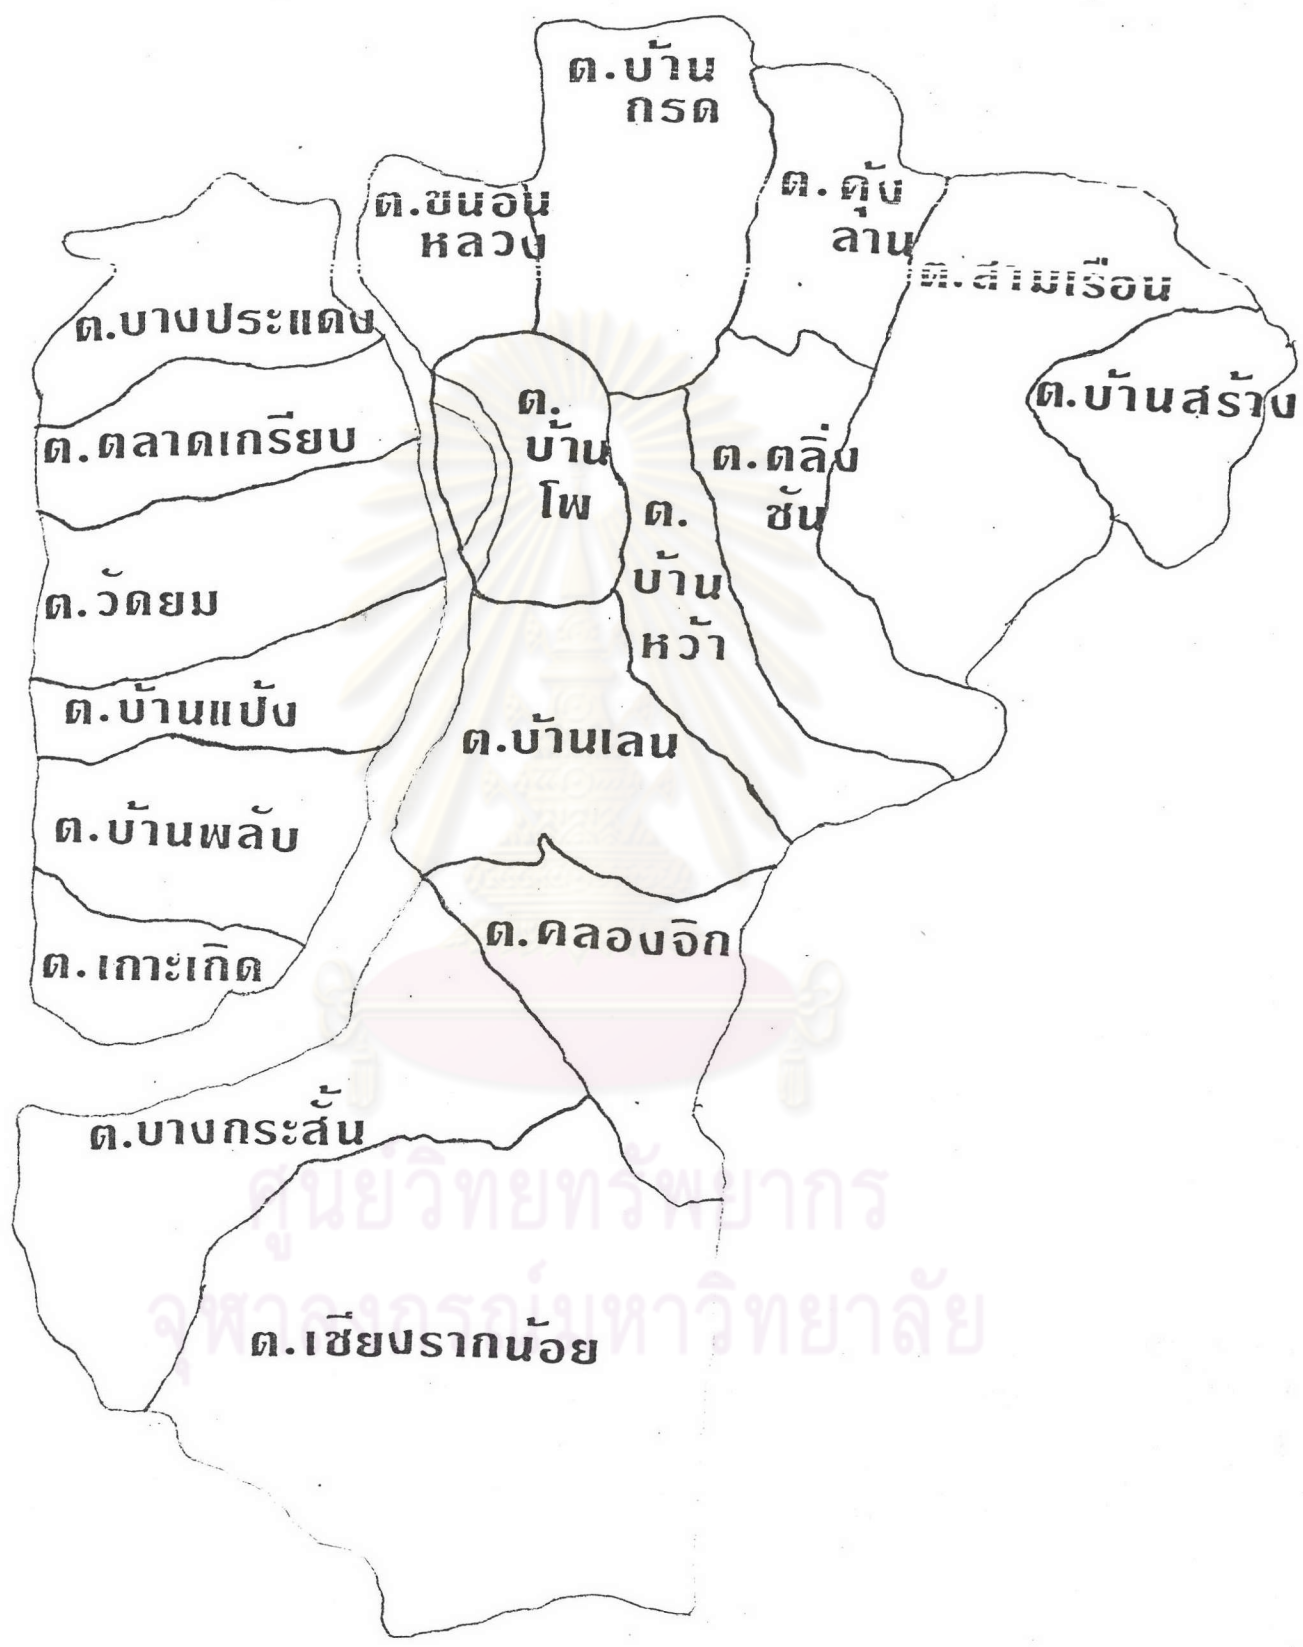 ต.บ้าน
กรด
ต.คุ้ง
ลาน
ต.ขนอน
หลวง
ต.สามเรือน
ต.บางประแดง
ต.บ้านสร้าง
ต.
บ้าน
โพ
ต.ตลาดเกรียบ
ต.ตลิ่ง
ชัน
ต.
บ้าน
หว้า
ต.วัดยม
ต.บ้านแป้ง
ต.บ้านเลน
ต.บ้านพลับ
ต.คลองจิก
ต.เกาะเกิด
ต.บางกระสั้น
ศูนย์วิทยทรัพยากร
จุฬาลงกรณ์มหาวิทยาลัย
ต.เชียงรากน้อย